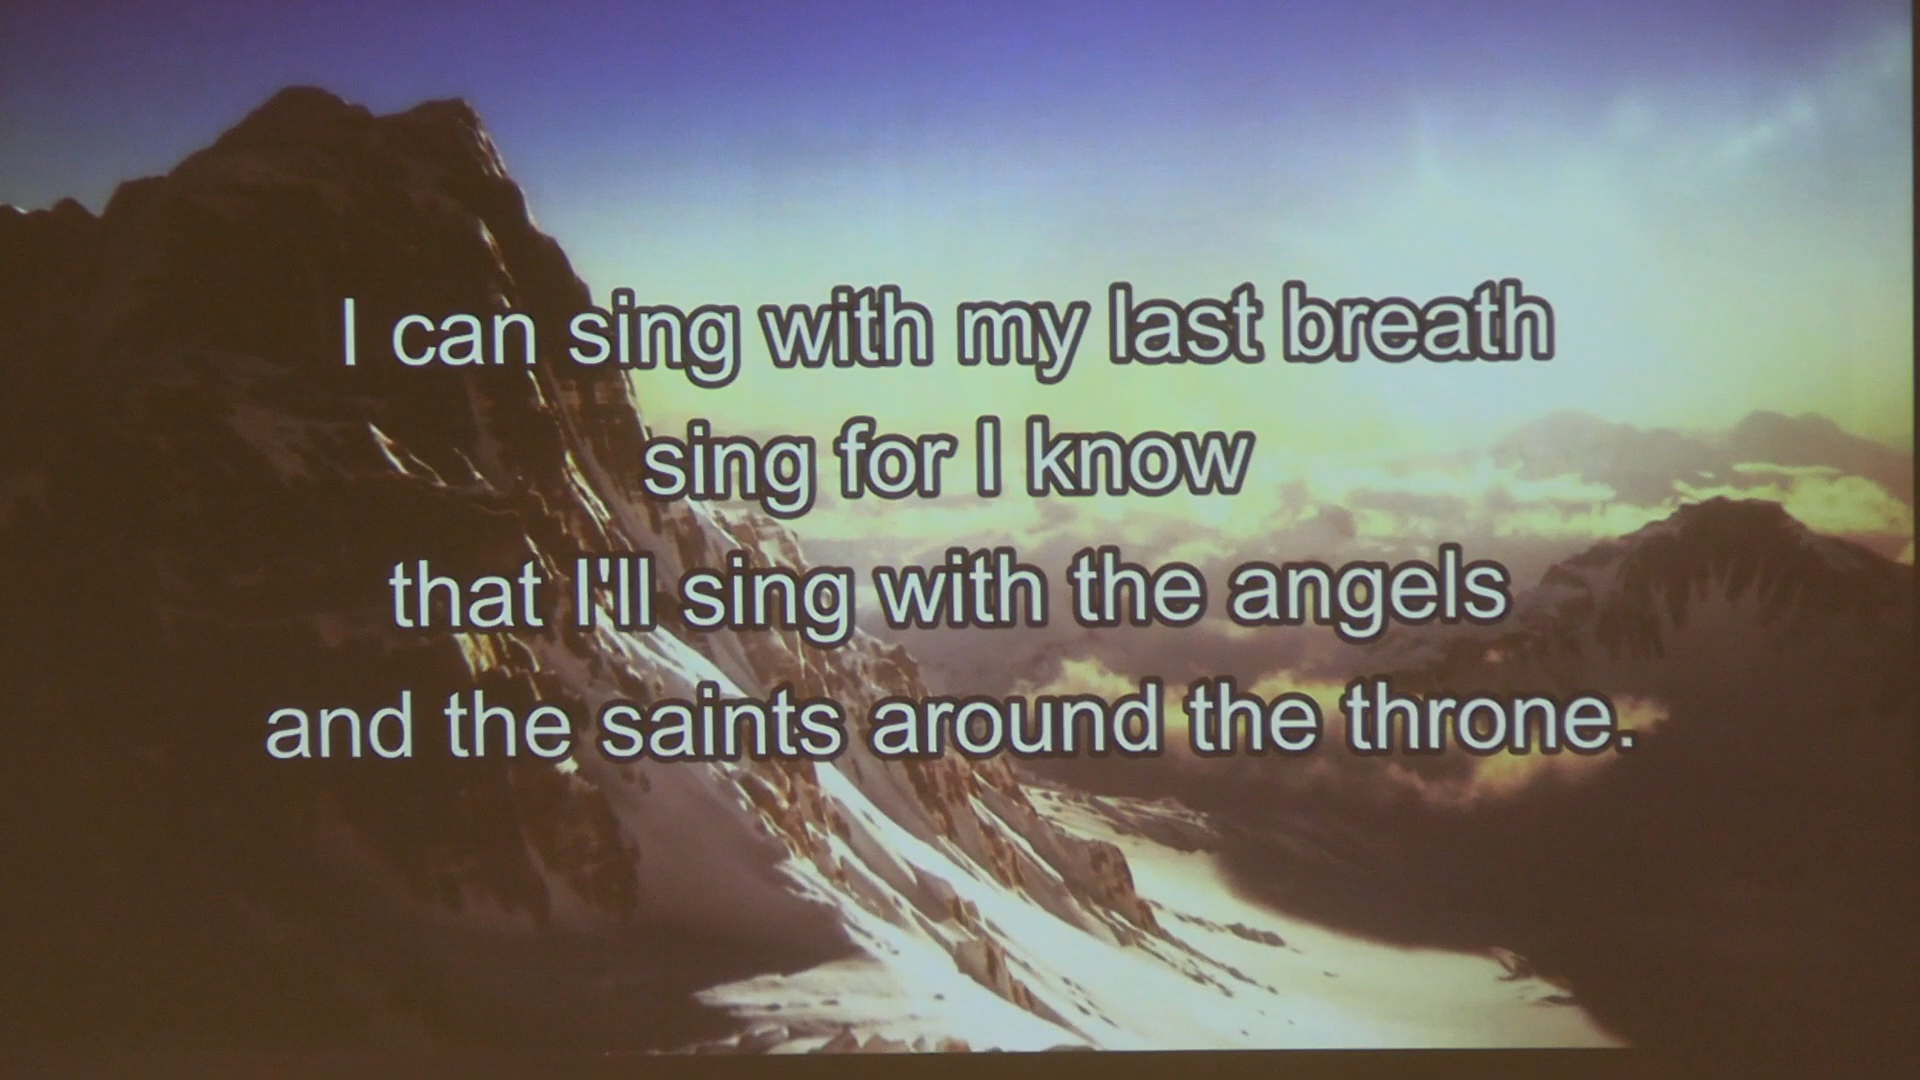 I can sing with my last breath
sing for I know
that I'll sing with the angels
and the saints around the throne.